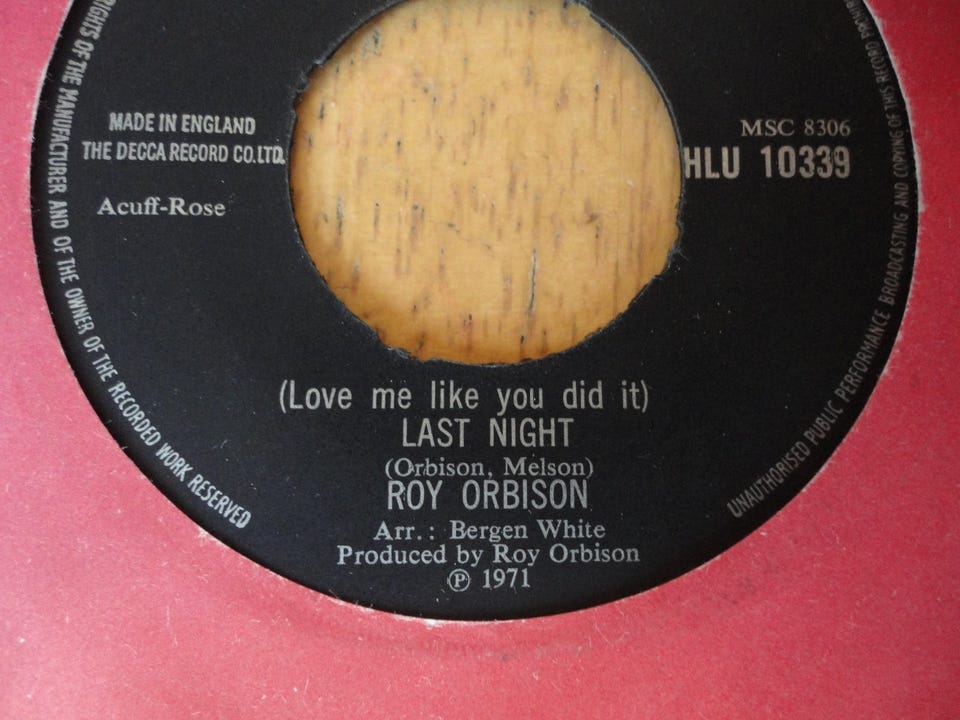 RIGHTS OF THE MANUFACTURER AND OF THE OWNER OF THE RECORDED WORK RESERVED
MADE IN ENGLAND
THE DECCA RECORD CO.LTD.
Acuff-Rose
MSC 8306
HLU 10339
(Love me like you did it)
LAST NIGHT
(Orbison, Melson)
ROY ORBISON
Arr.: Bergen White
Produced by Roy Orbison
℗ 1971
UNAUTHORISED PUBLIC PERFORMANCE BROADCASTING AND COPYING OF THIS RECORD